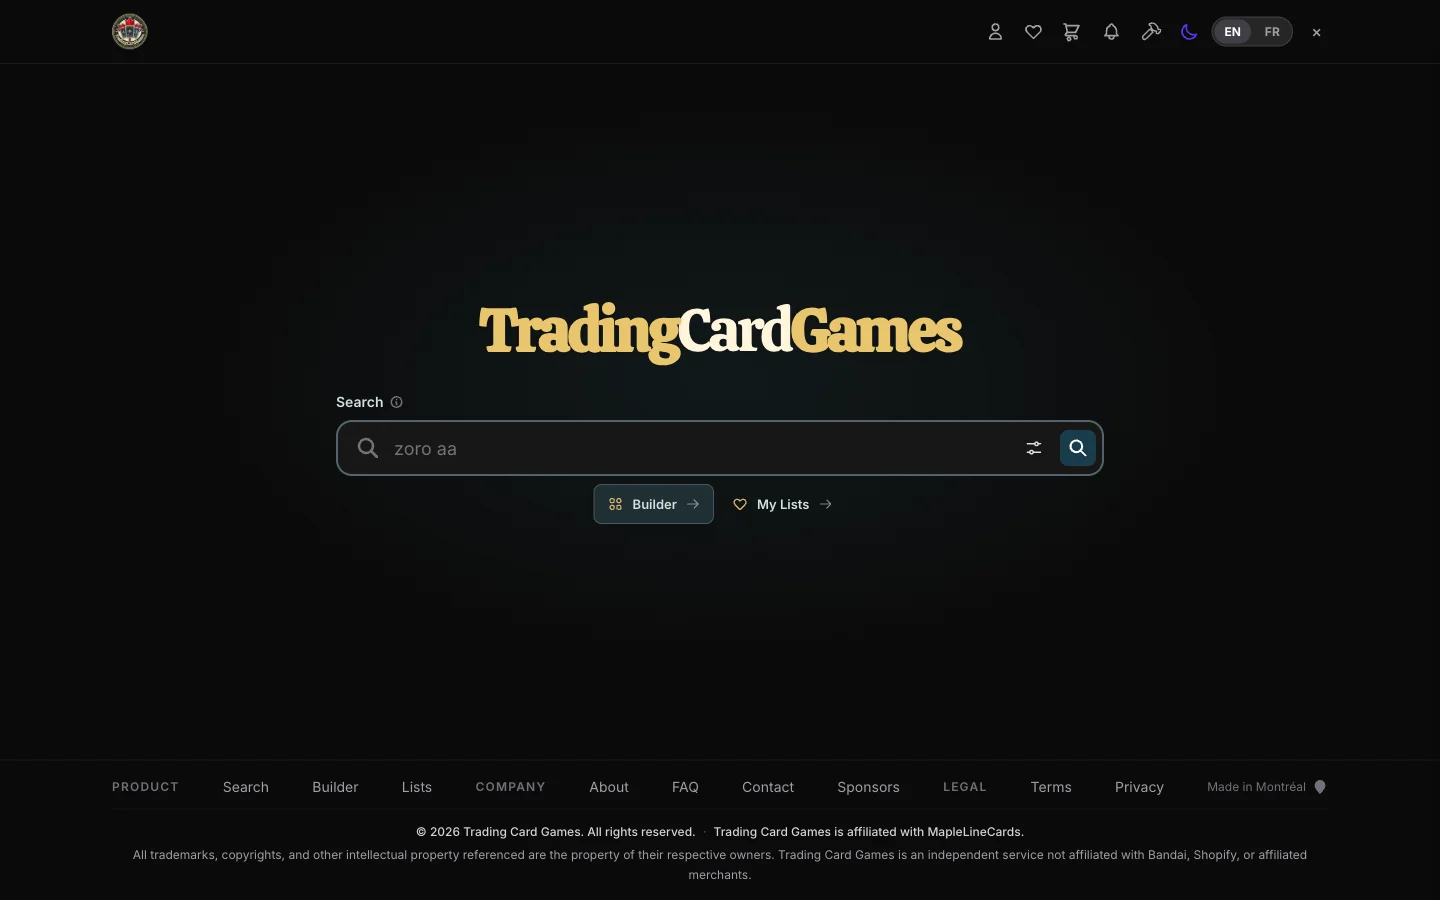 EN FR ×
TradingCardGames
Search
zoro aa
Builder → My Lists →
PRODUCT Search Builder Lists COMPANY About FAQ Contact Sponsors LEGAL Terms Privacy Made in Montréal
© 2026 Trading Card Games. All rights reserved. · Trading Card Games is affiliated with MapleLineCards.
All trademarks, copyrights, and other intellectual property referenced are the property of their respective owners. Trading Card Games is an independent service not affiliated with Bandai, Shopify, or affiliated
merchants.